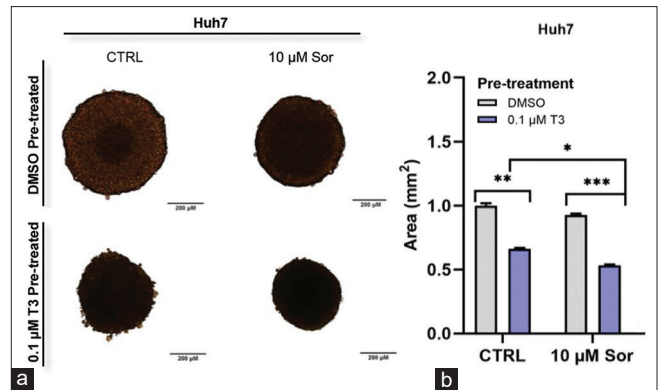 Huh7
CTRL
10 µM Sor
DMSO Pre-treated
200 µM
200 µM
0.1 µM T3 Pre-treated
200 µM
200 µM
a
Huh7
Pre-treatment
DMSO
0.1 µM T3
*
**
***
Area (mm²)
2.0
1.5
1.0
0.5
0.0
CTRL
10 µM Sor
b